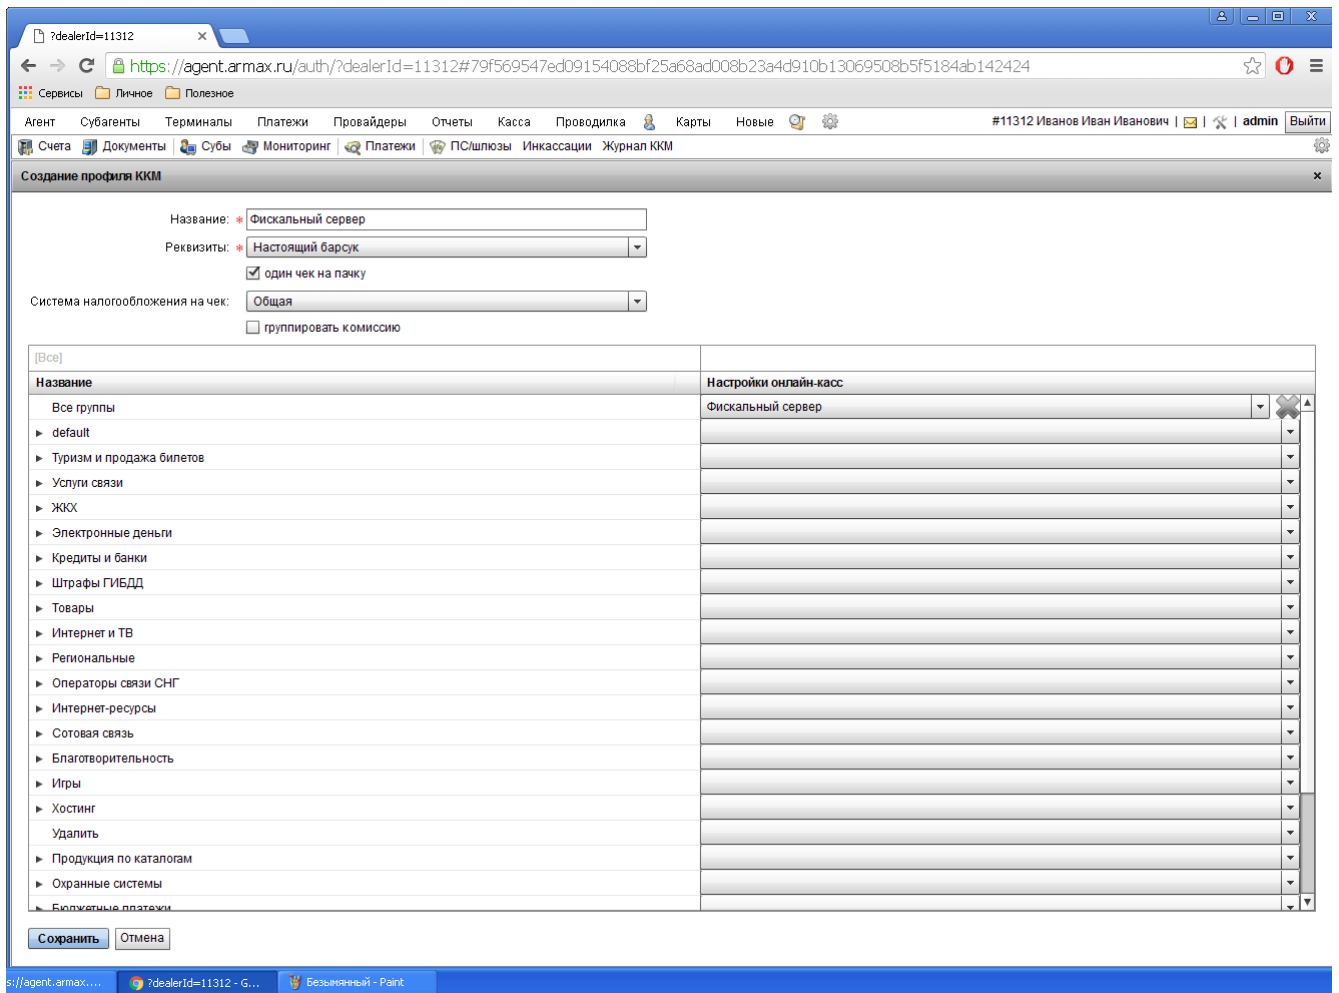 ?dealerId=11312
https://agent.armax.ru/auth/?dealerId=11312#79f569547ed09154088bf25a68ad008b23a4d910b13069508b5f5184ab142424
Сервисы Личное Полезное
Агент Субагенты Терминалы Платежи Провайдеры Отчеты Касса Проводилка Карты Новые #11312 Иванов Иван Иванович | | | admin Выйти
Счета Документы Субы Мониторинг Платежи ПС/шлюзы Инкассации Журнал ККМ
Создание профиля ККМ
Название: * Фискальный сервер
Реквизиты: * Настоящий барсук
один чек на пачку
Система налогообложения на чек: Общая
группировать комиссию
[Все]
Название Настройки онлайн-касс
Все группы Фискальный сервер
default
Туризм и продажа билетов
Услуги связи
ЖКХ
Электронные деньги
Кредиты и банки
Штрафы ГИБДД
Товары
Интернет и ТВ
Региональные
Операторы связи СНГ
Интернет-ресурсы
Сотовая связь
Благотворительность
Игры
Хостинг
Удалить
Продукция по каталогам
Охранные системы
Бюджетные платежи
Сохранить Отмена
s://agent.armax.... ?dealerId=11312 - G... Безымянный - Paint